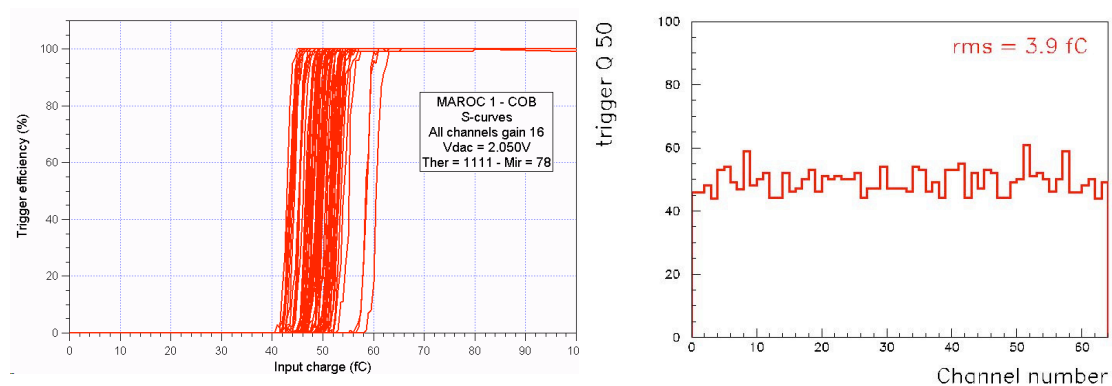 100
80
60
40
20
0
Trigger efficiency (%)
MAROC 1 - COB
S-curves
All channels gain 16
Vdac = 2.050V
Ther = 1111 - Mir = 78
0 10 20 30 40 50 60 70 80 90 100
Input charge (fC)
trigger Q 50
100
80
60
40
20
0
rms = 3.9 fC
0 10 20 30 40 50 60
Channel number